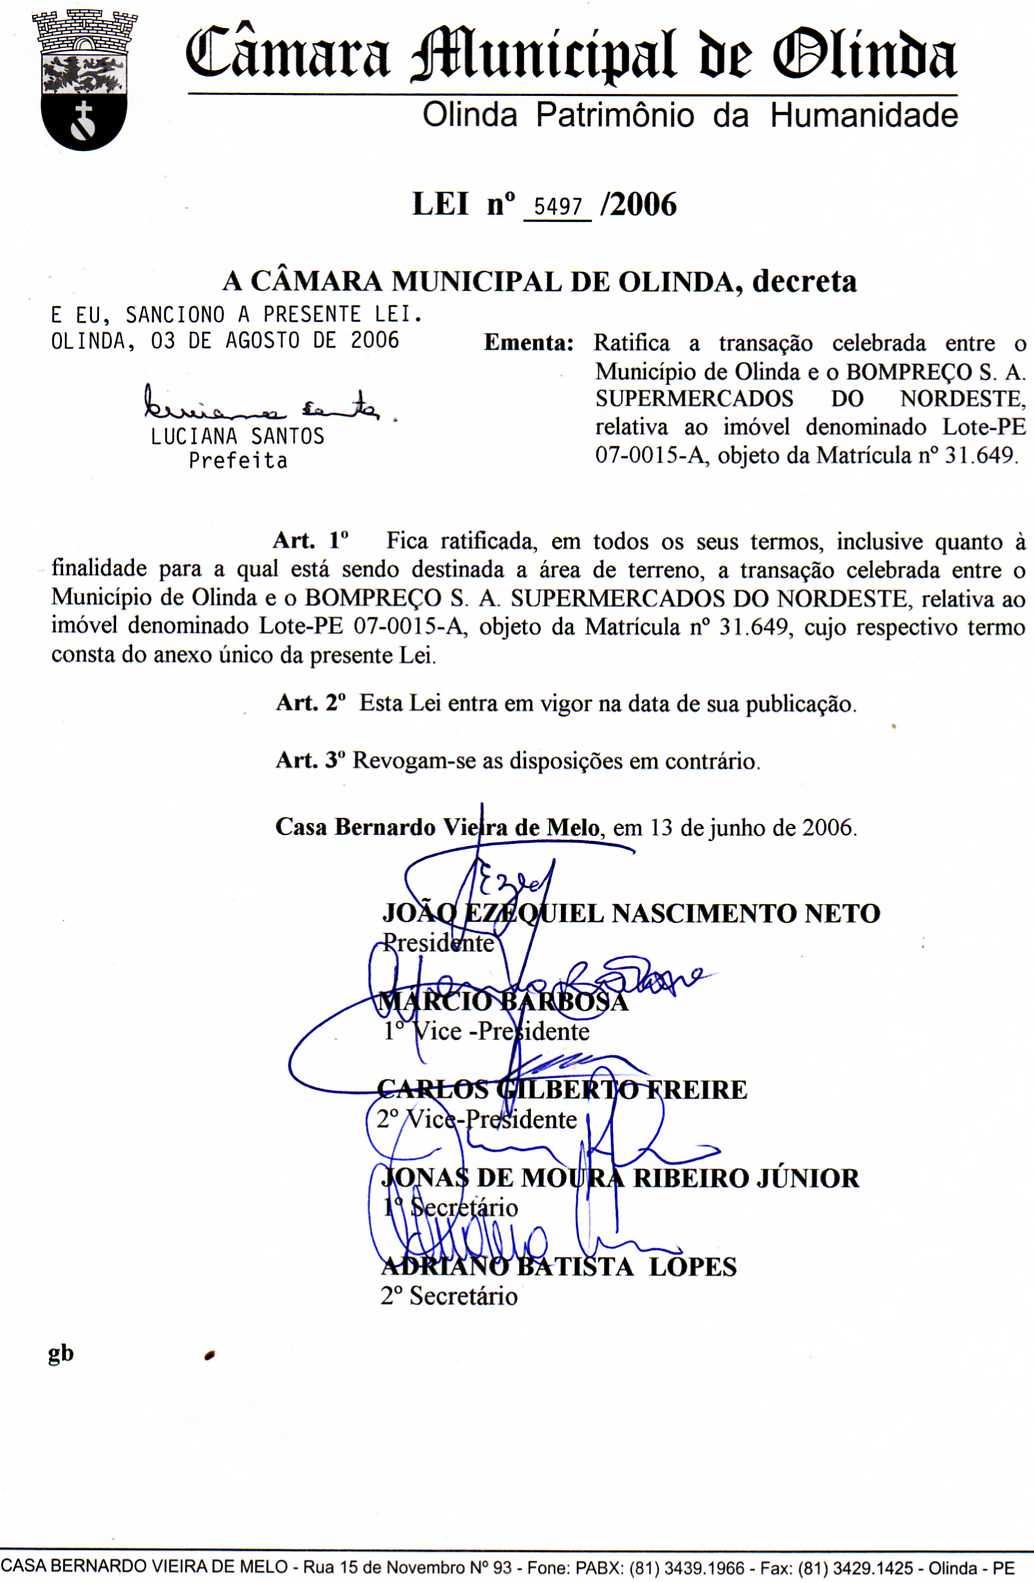 Câmara Municipal de Olinda
Olinda Patrimônio da Humanidade
LEI nº 5497 /2006
A CÂMARA MUNICIPAL DE OLINDA, decreta
E EU, SANCIONO A PRESENTE LEI.
OLINDA, 03 DE AGOSTO DE 2006
Luciana Santos.
LUCIANA SANTOS
Prefeita
Ementa: Ratifica a transação celebrada entre o
Município de Olinda e o BOMPREÇO S. A.
SUPERMERCADOS DO NORDESTE,
relativa ao imóvel denominado Lote-PE
07-0015-A, objeto da Matrícula nº 31.649.
Art. 1º Fica ratificada, em todos os seus termos, inclusive quanto à
finalidade para a qual está sendo destinada a área de terreno, a transação celebrada entre o
Município de Olinda e o BOMPREÇO S. A. SUPERMERCADOS DO NORDESTE, relativa ao
imóvel denominado Lote-PE 07-0015-A, objeto da Matrícula nº 31.649, cujo respectivo termo
consta do anexo único da presente Lei.
Art. 2º Esta Lei entra em vigor na data de sua publicação.
Art. 3º Revogam-se as disposições em contrário.
Casa Bernardo Vieira de Melo, em 13 de junho de 2006.
JOÃO EZEQUIEL NASCIMENTO NETO
Presidente
MÁRCIO BARBOSA
1º Vice -Presidente
CARLOS GILBERTO FREIRE
2º Vice-Presidente
JONAS DE MOURA RIBEIRO JÚNIOR
1º Secretário
ADRIANO BATISTA LOPES
2º Secretário
gb
CASA BERNARDO VIEIRA DE MELO - Rua 15 de Novembro Nº 93 - Fone: PABX: (81) 3439.1966 - Fax: (81) 3429.1425 - Olinda - PE